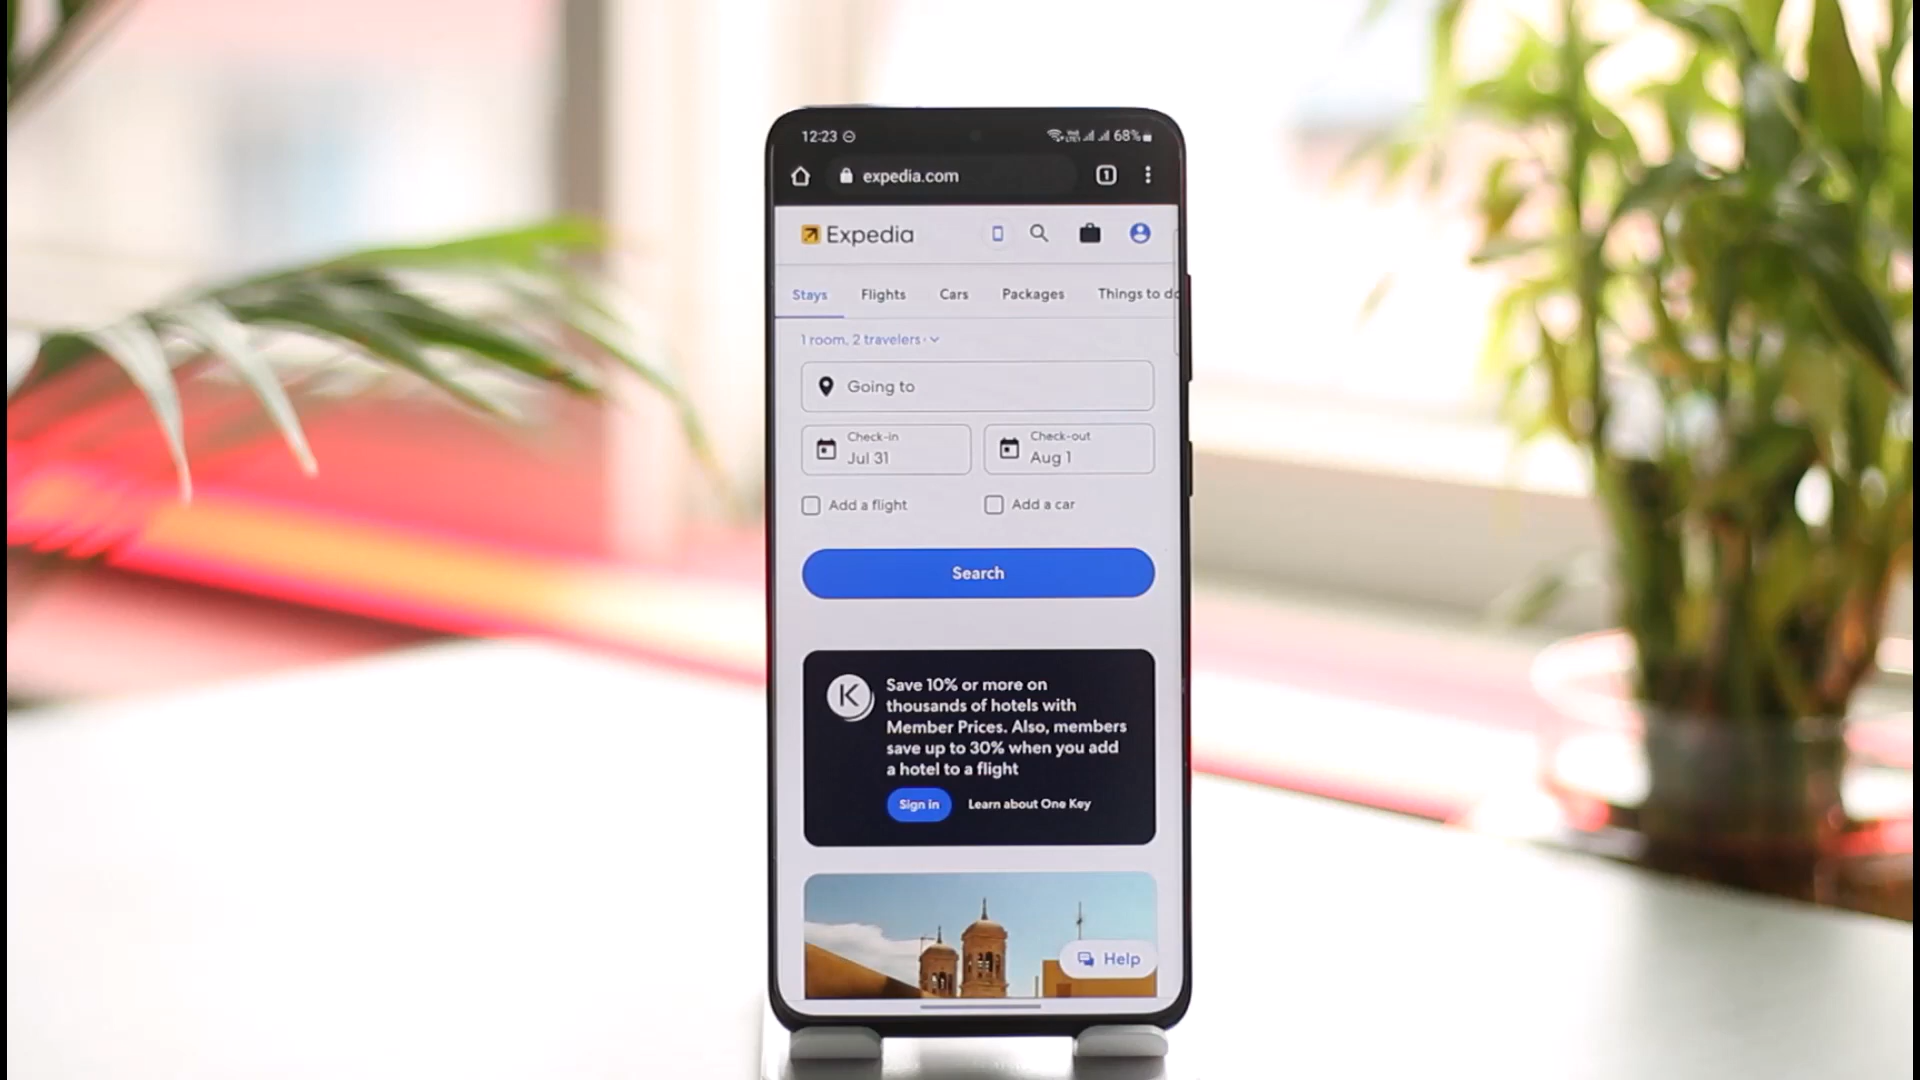 12:23 68%
expedia.com 1
Expedia
Stays Flights Cars Packages Things to do
1 room, 2 travelers
Going to
Check-in Check-out
Jul 31 Aug 1
Add a flight Add a car
Search
K
Save 10% or more on
thousands of hotels with
Member Prices. Also, members
save up to 30% when you add
a hotel to a flight
Sign in Learn about One Key
Help